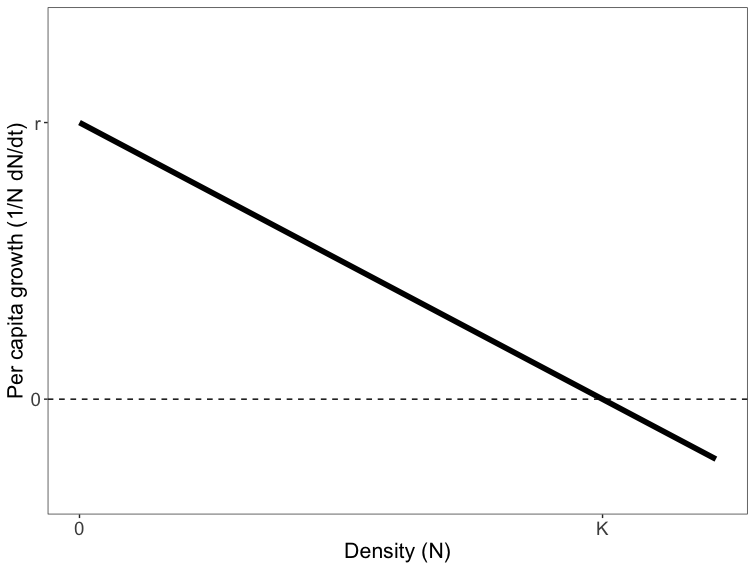 Per capita growth (1/N dN/dt)
r
0
0
K
Density (N)